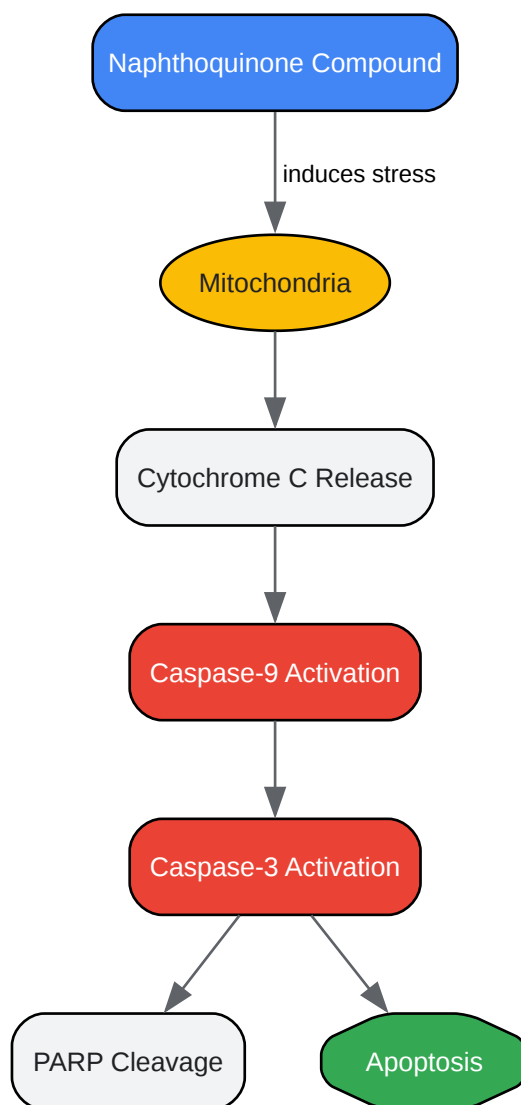 Naphthoquinone Compound
induces stress
Mitochondria
Cytochrome C Release
Caspase-9 Activation
Caspase-3 Activation
PARP Cleavage
Apoptosis